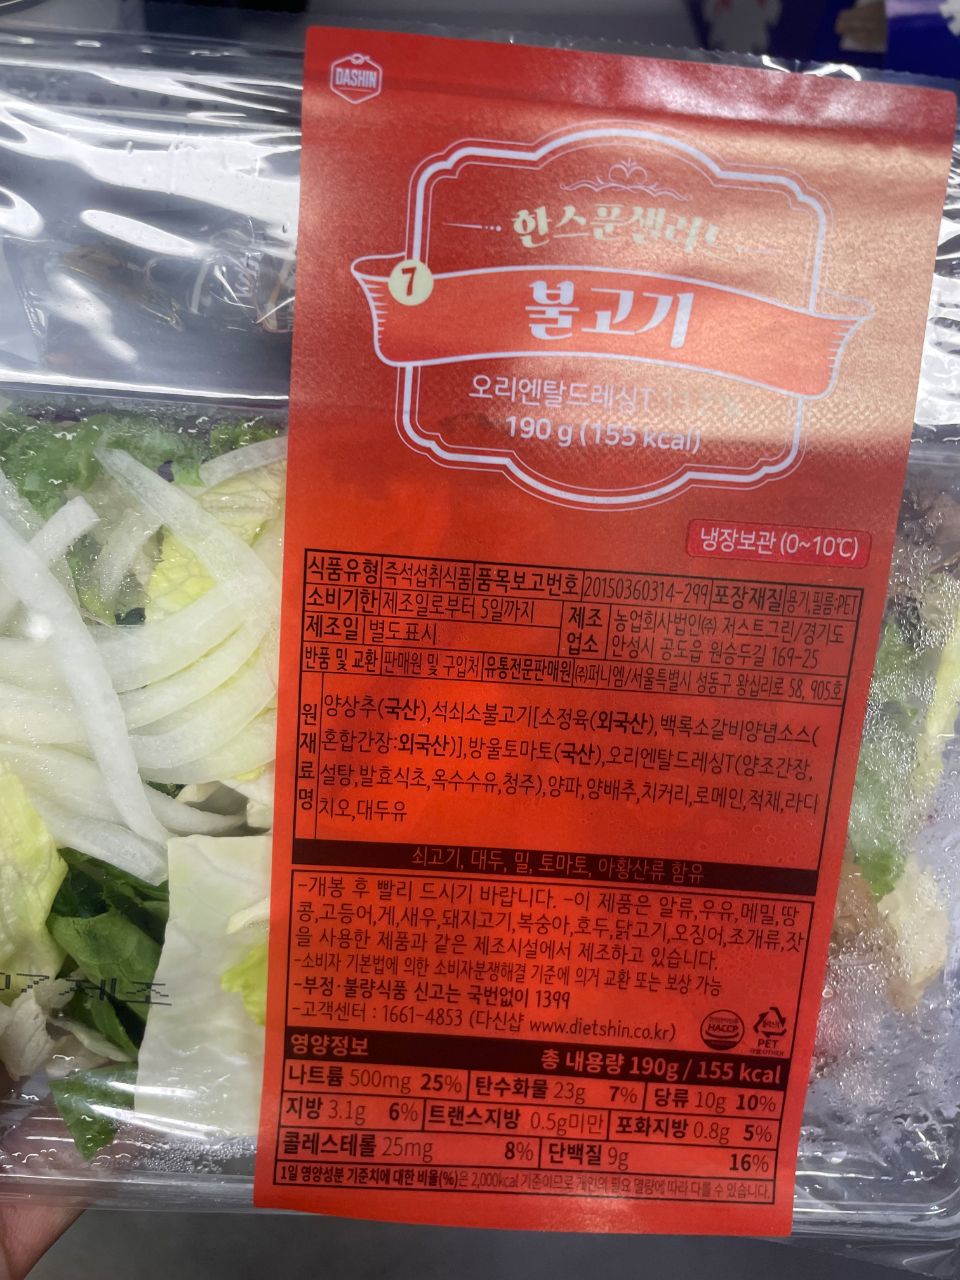 DASHIN
한스푼샐러드
7
불고기
오리엔탈드레싱T
190 g (155 kcal)
냉장보관 (0~10℃)
식품유형 즉석섭취식품 품목보고번호 20150360314-299 포장재질 용기,필름:PET
소비기한 제조일로부터 5일까지
제조일 별도표시
제조업소 농업회사법인㈜ 저스트그린/경기도
안성시 공도읍 원승두길 169-25
반품 및 교환 판매원 및 구입처 유통전문판매원 ㈜퍼니엠/서울특별시 성동구 왕십리로 58, 905호
원재료명 양상추(국산),석쇠소불고기[소정육(외국산),백록소갈비양념소스(
혼합간장:외국산)],방울토마토(국산),오리엔탈드레싱T(양조간장,
설탕,발효식초,옥수수유,청주),양파,양배추,치커리,로메인,적채,라디
치오,대두유
쇠고기, 대두, 밀, 토마토, 아황산류 함유
-개봉 후 빨리 드시기 바랍니다. -이 제품은 알류,우유,메밀,땅
콩,고등어,게,새우,돼지고기,복숭아,호두,닭고기,오징어,조개류,잣
을 사용한 제품과 같은 제조시설에서 제조하고 있습니다.
-소비자 기본법에 의한 소비자분쟁해결 기준에 의거 교환 또는 보상 가능
-부정·불량식품 신고는 국번없이 1399
-고객센터 : 1661-4853 (다신샵 www.dietshin.co.kr)
HACCP
PET
영양정보
총 내용량 190g / 155 kcal
나트륨 500mg 25% 탄수화물 23g 7% 당류 10g 10%
지방 3.1g 6% 트랜스지방 0.5g미만 포화지방 0.8g 5%
콜레스테롤 25mg 8% 단백질 9g 16%
1일 영양성분 기준치에 대한 비율(%)은 2,000kcal 기준이므로 개인의 필요 열량에 따라 다를 수 있습니다.
07제조